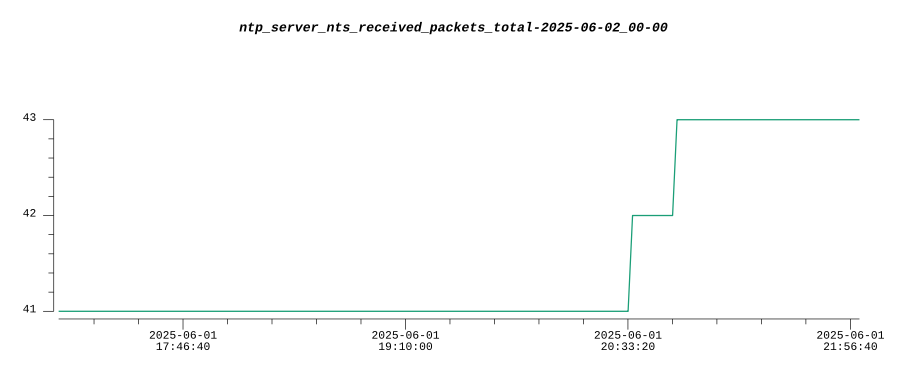 ntp_server_nts_received_packets_total-2025-06-02_00-00
43
42
41
2025-06-01 2025-06-01 2025-06-01 2025-06-01
17:46:40 19:10:00 20:33:20 21:56:40